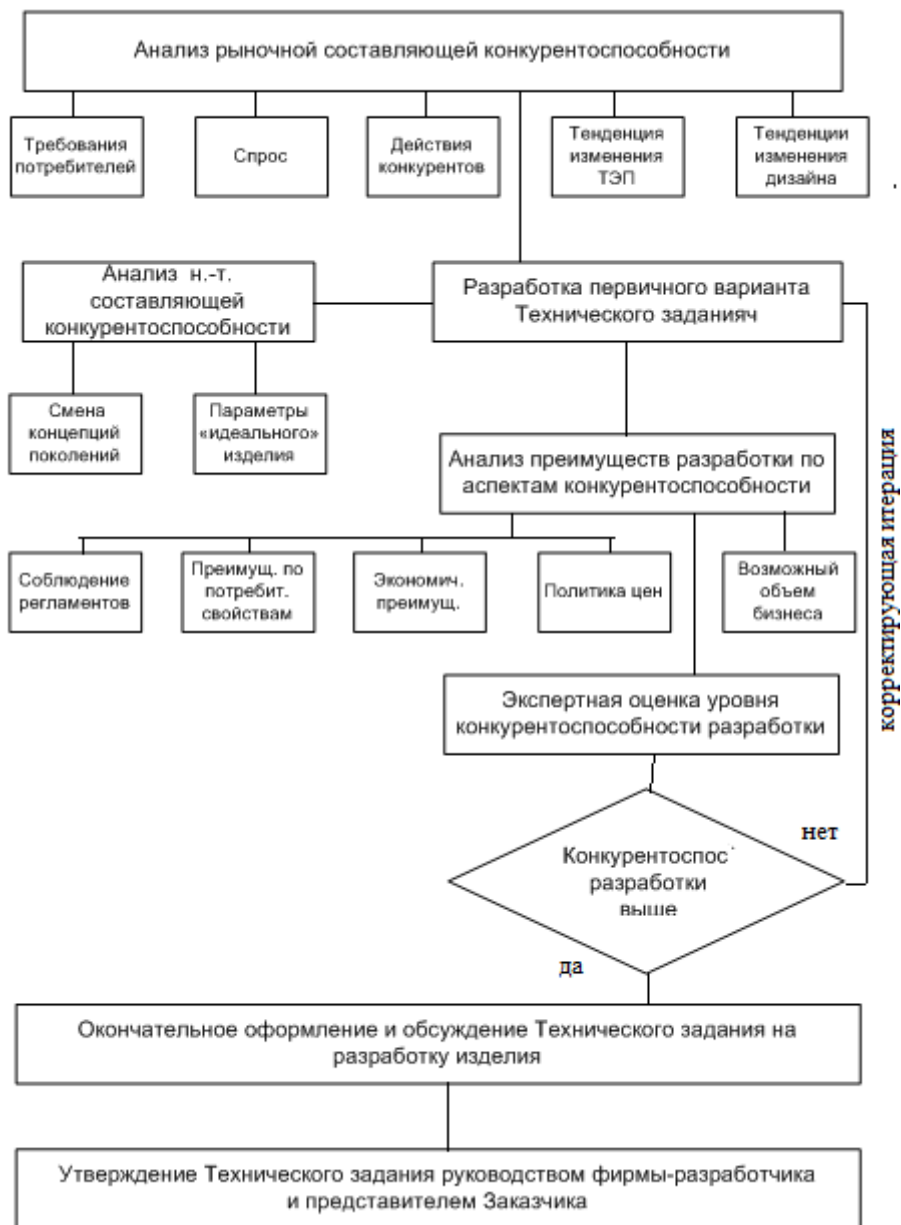 Анализ рыночной составляющей конкурентоспособности
Требования
потребителей
Спрос
Действия
конкурентов
Тенденция
изменения
ТЭП
Тенденции
изменения
дизайна
Анализ н.-т.
составляющей
конкурентоспособности
Разработка первичного варианта
Технического заданияч
Смена
концепций
поколений
Параметры
«идеального»
изделия
Анализ преимуществ разработки по
аспектам конкурентоспособности
корректирующая итерация
Соблюдение
регламентов
Преимущ. по
потребит.
свойствам
Экономич.
преимущ.
Политика цен
Возможный
объем
бизнеса
Экспертная оценка уровня
конкурентоспособности разработки
нет
Конкурентоспос
разработки
выше
да
Окончательное оформление и обсуждение Технического задания на
разработку изделия
Утверждение Технического задания руководством фирмы-разработчика
и представителем Заказчика